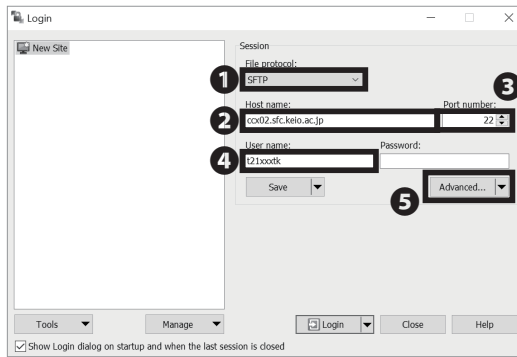 Login
New Site
Session
File protocol:
1 SFTP
3
Host name: Port number:
2 ccx02.sfc.keio.ac.jp 22
User name: Password:
4 t21xxxtk
Save 5 Advanced...
Tools Manage Login Close Help
Show Login dialog on startup and when the last session is closed